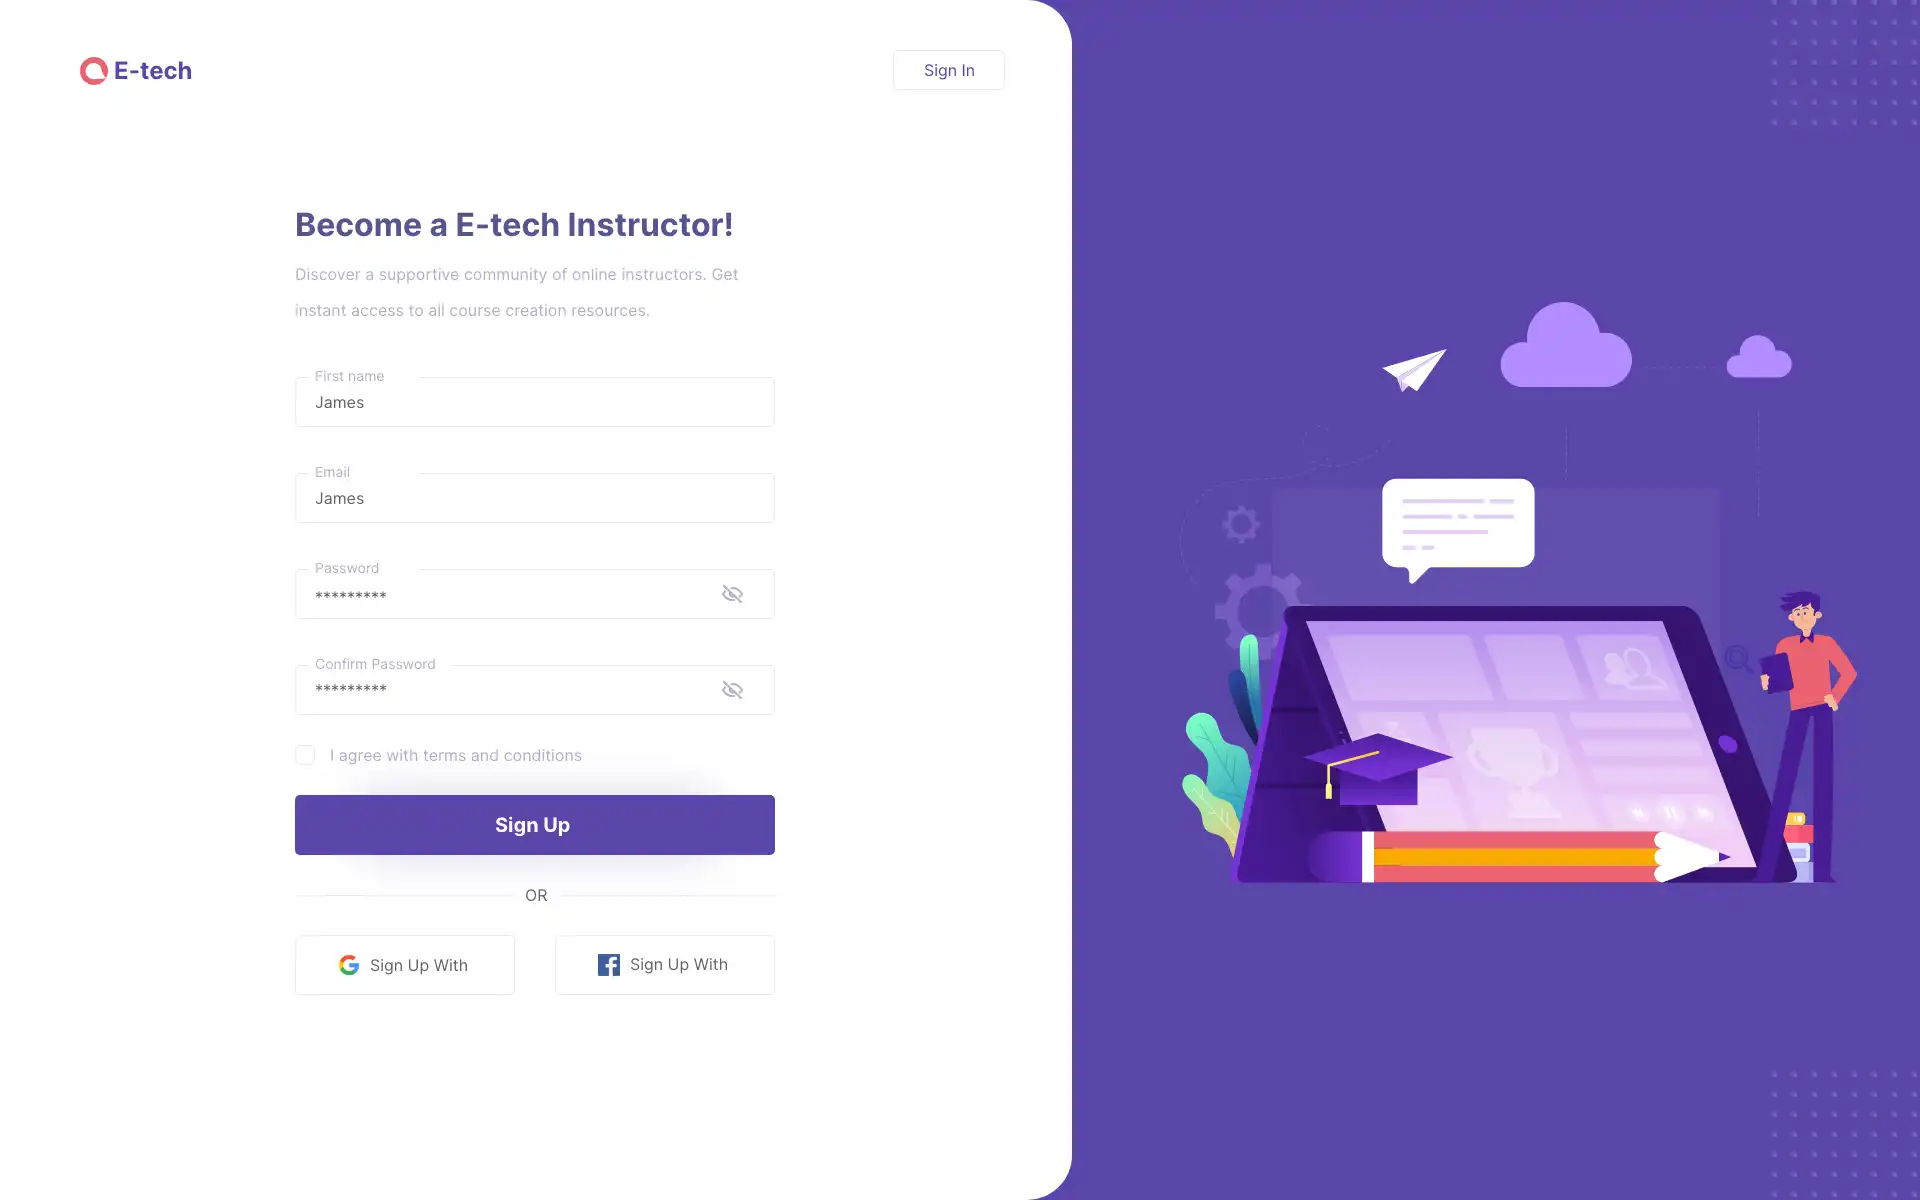 E-tech
Sign In
Become a E-tech Instructor!
Discover a supportive community of online instructors. Get
instant access to all course creation resources.
First name
James
Email
James
Password
*********
Confirm Password
*********
I agree with terms and conditions
Sign Up
OR
Sign Up With
Sign Up With